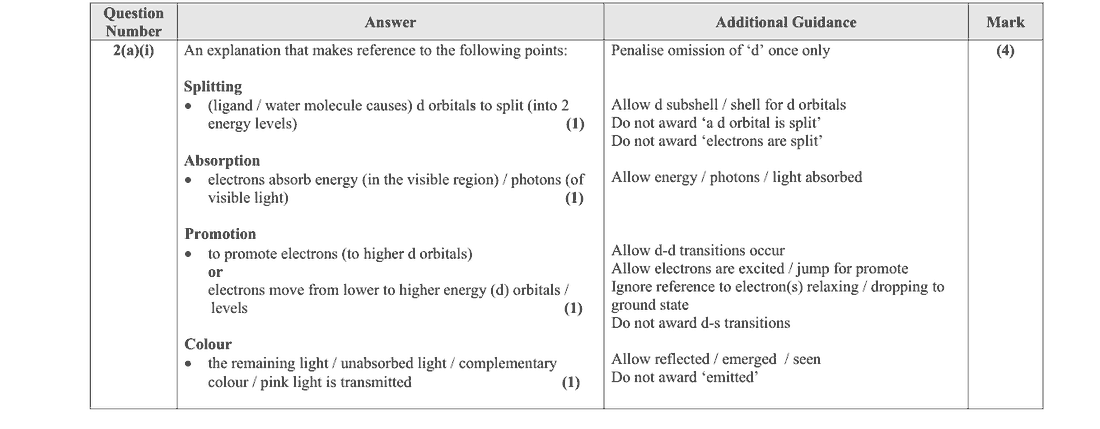 Question Number
Answer
Additional Guidance
Mark
2(a)(i)
An explanation that makes reference to the following points:
Penalise omission of ‘d’ once only
(4)
Splitting
• (ligand / water molecule causes) d orbitals to split (into 2
energy levels) (1)
Allow d subshell / shell for d orbitals
Do not award ‘a d orbital is split’
Do not award ‘electrons are split’
Absorption
• electrons absorb energy (in the visible region) / photons (of
visible light) (1)
Allow energy / photons / light absorbed
Promotion
• to promote electrons (to higher d orbitals)
or
electrons move from lower to higher energy (d) orbitals /
levels (1)
Allow d-d transitions occur
Allow electrons are excited / jump for promote
Ignore reference to electron(s) relaxing / dropping to
ground state
Do not award d-s transitions
Colour
• the remaining light / unabsorbed light / complementary
colour / pink light is transmitted (1)
Allow reflected / emerged / seen
Do not award ‘emitted’